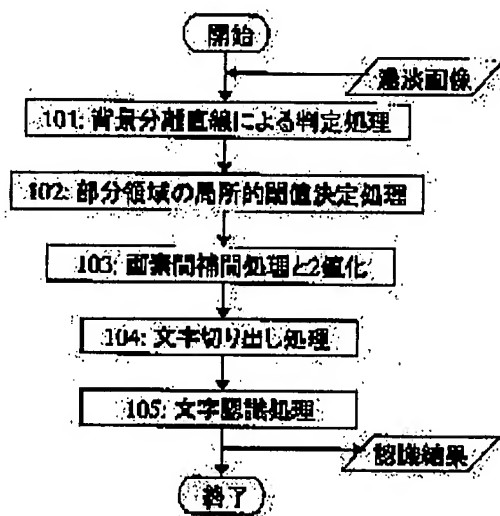 開始
濃淡画像
101: 背景分離直線による判定処理
102: 部分領域の局所的閾値決定処理
103: 画素間補間処理と2値化
104: 文字切り出し処理
105: 文字認識処理
認識結果
終了